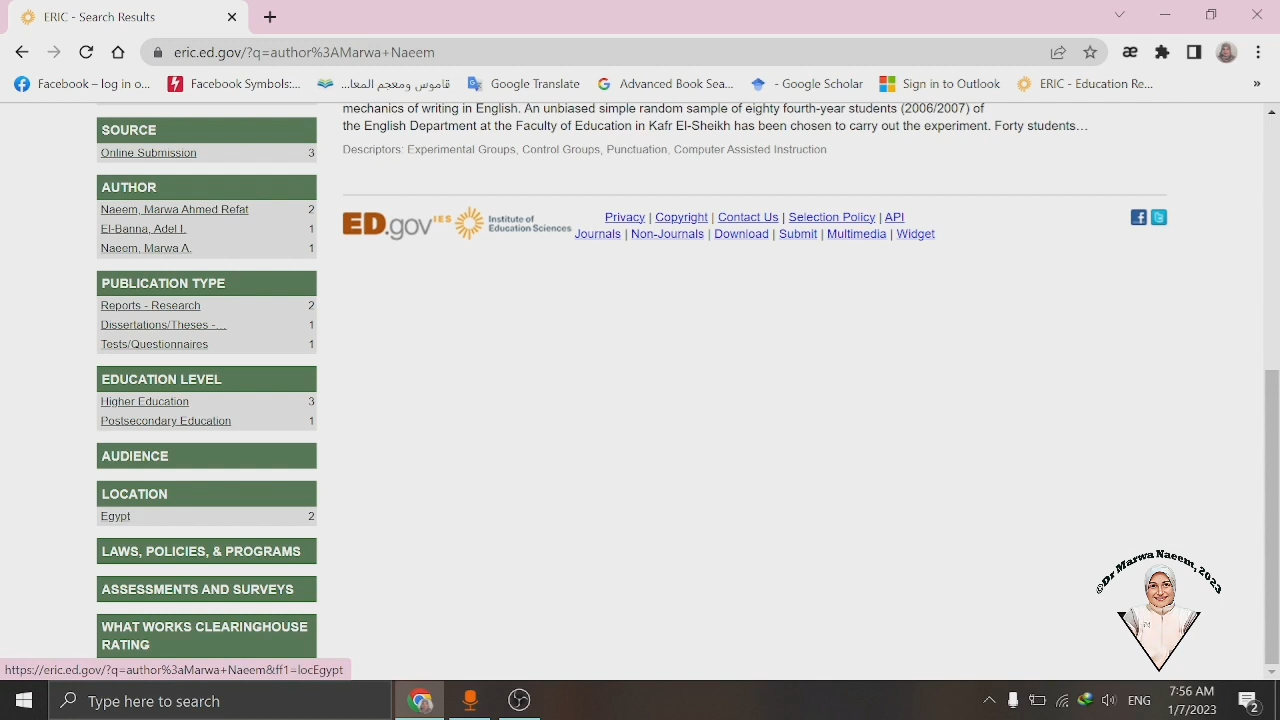 ERIC - Search Results
eric.ed.gov/?q=author%3AMarwa+Naeem
Facebook – log in o...
Facebook Symbols:...
قاموس ومعجم المعا...
Google Translate
Advanced Book Sea...
- Google Scholar
Sign in to Outlook
ERIC - Education Re...
»
SOURCE
Online Submission 3
AUTHOR
Naeem, Marwa Ahmed Refat 2
El-Banna, Adel I. 1
Naeem, Marwa A. 1
PUBLICATION TYPE
Reports - Research 2
Dissertations/Theses -... 1
Tests/Questionnaires 1
EDUCATION LEVEL
Higher Education 3
Postsecondary Education 1
AUDIENCE
LOCATION
Egypt 2
LAWS, POLICIES, & PROGRAMS
ASSESSMENTS AND SURVEYS
WHAT WORKS CLEARINGHOUSE
RATING
mechanics of writing in English. An unbiased simple random sample of eighty fourth-year students (2006/2007) of
the English Department at the Faculty of Education in Kafr El-Sheikh has been chosen to carry out the experiment. Forty students…
Descriptors: Experimental Groups, Control Groups, Punctuation, Computer Assisted Instruction
ED.gov
IES Institute of
Education Sciences
Privacy | Copyright | Contact Us | Selection Policy | API
Journals | Non-Journals | Download | Submit | Multimedia | Widget
©Dr Marwa Naeem, 2023
https://eric.ed.gov/?q=author%3aMarwa+Naeem&ff1=locEgypt
Type here to search
ENG
7:56 AM
1/7/2023
2